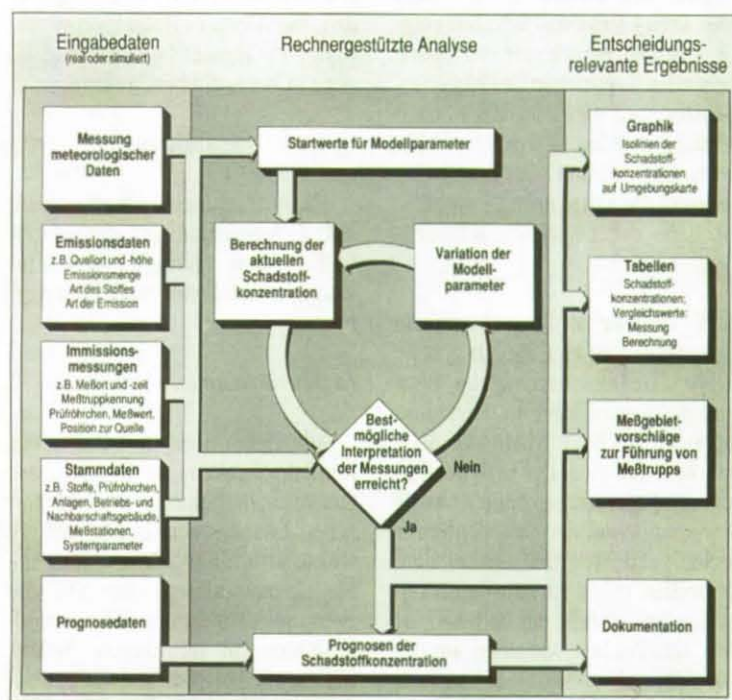 Eingabedaten
(real oder simuliert)
Rechnergestützte Analyse
Entscheidungs-
relevante Ergebnisse
Messung
meteorologischer
Daten
Emissionsdaten
z.B. Quellort und -höhe
Emissionsmenge
Art des Stoffes
Art der Emission
Immissions-
messungen
z.B. Meßort und -zeit
Meßtruppkennung
Prüfröhrchen, Meßwert,
Position zur Quelle
Stammdaten
z.B. Stoffe, Prüfröhrchen,
Anlagen, Betriebs- und
Nachbarschaftsgebäude,
Meßstationen,
Systemparameter
Prognosedaten
Startwerte für Modellparameter
Berechnung der
aktuellen
Schadstoff-
konzentration
Variation der
Modell-
parameter
Best-
mögliche
Interpretation
der Messungen
erreicht?
Nein
Ja
Prognosen der
Schadstoffkonzentration
Graphik
Isolinien der
Schadstoff-
konzentrationen
auf Umgebungskarte
Tabellen
Schadstoff-
konzentrationen;
Vergleichswerte:
Messung
Berechnung
Meßgebiet-
vorschläge
zur Führung von
Meßtrupps
Dokumentation